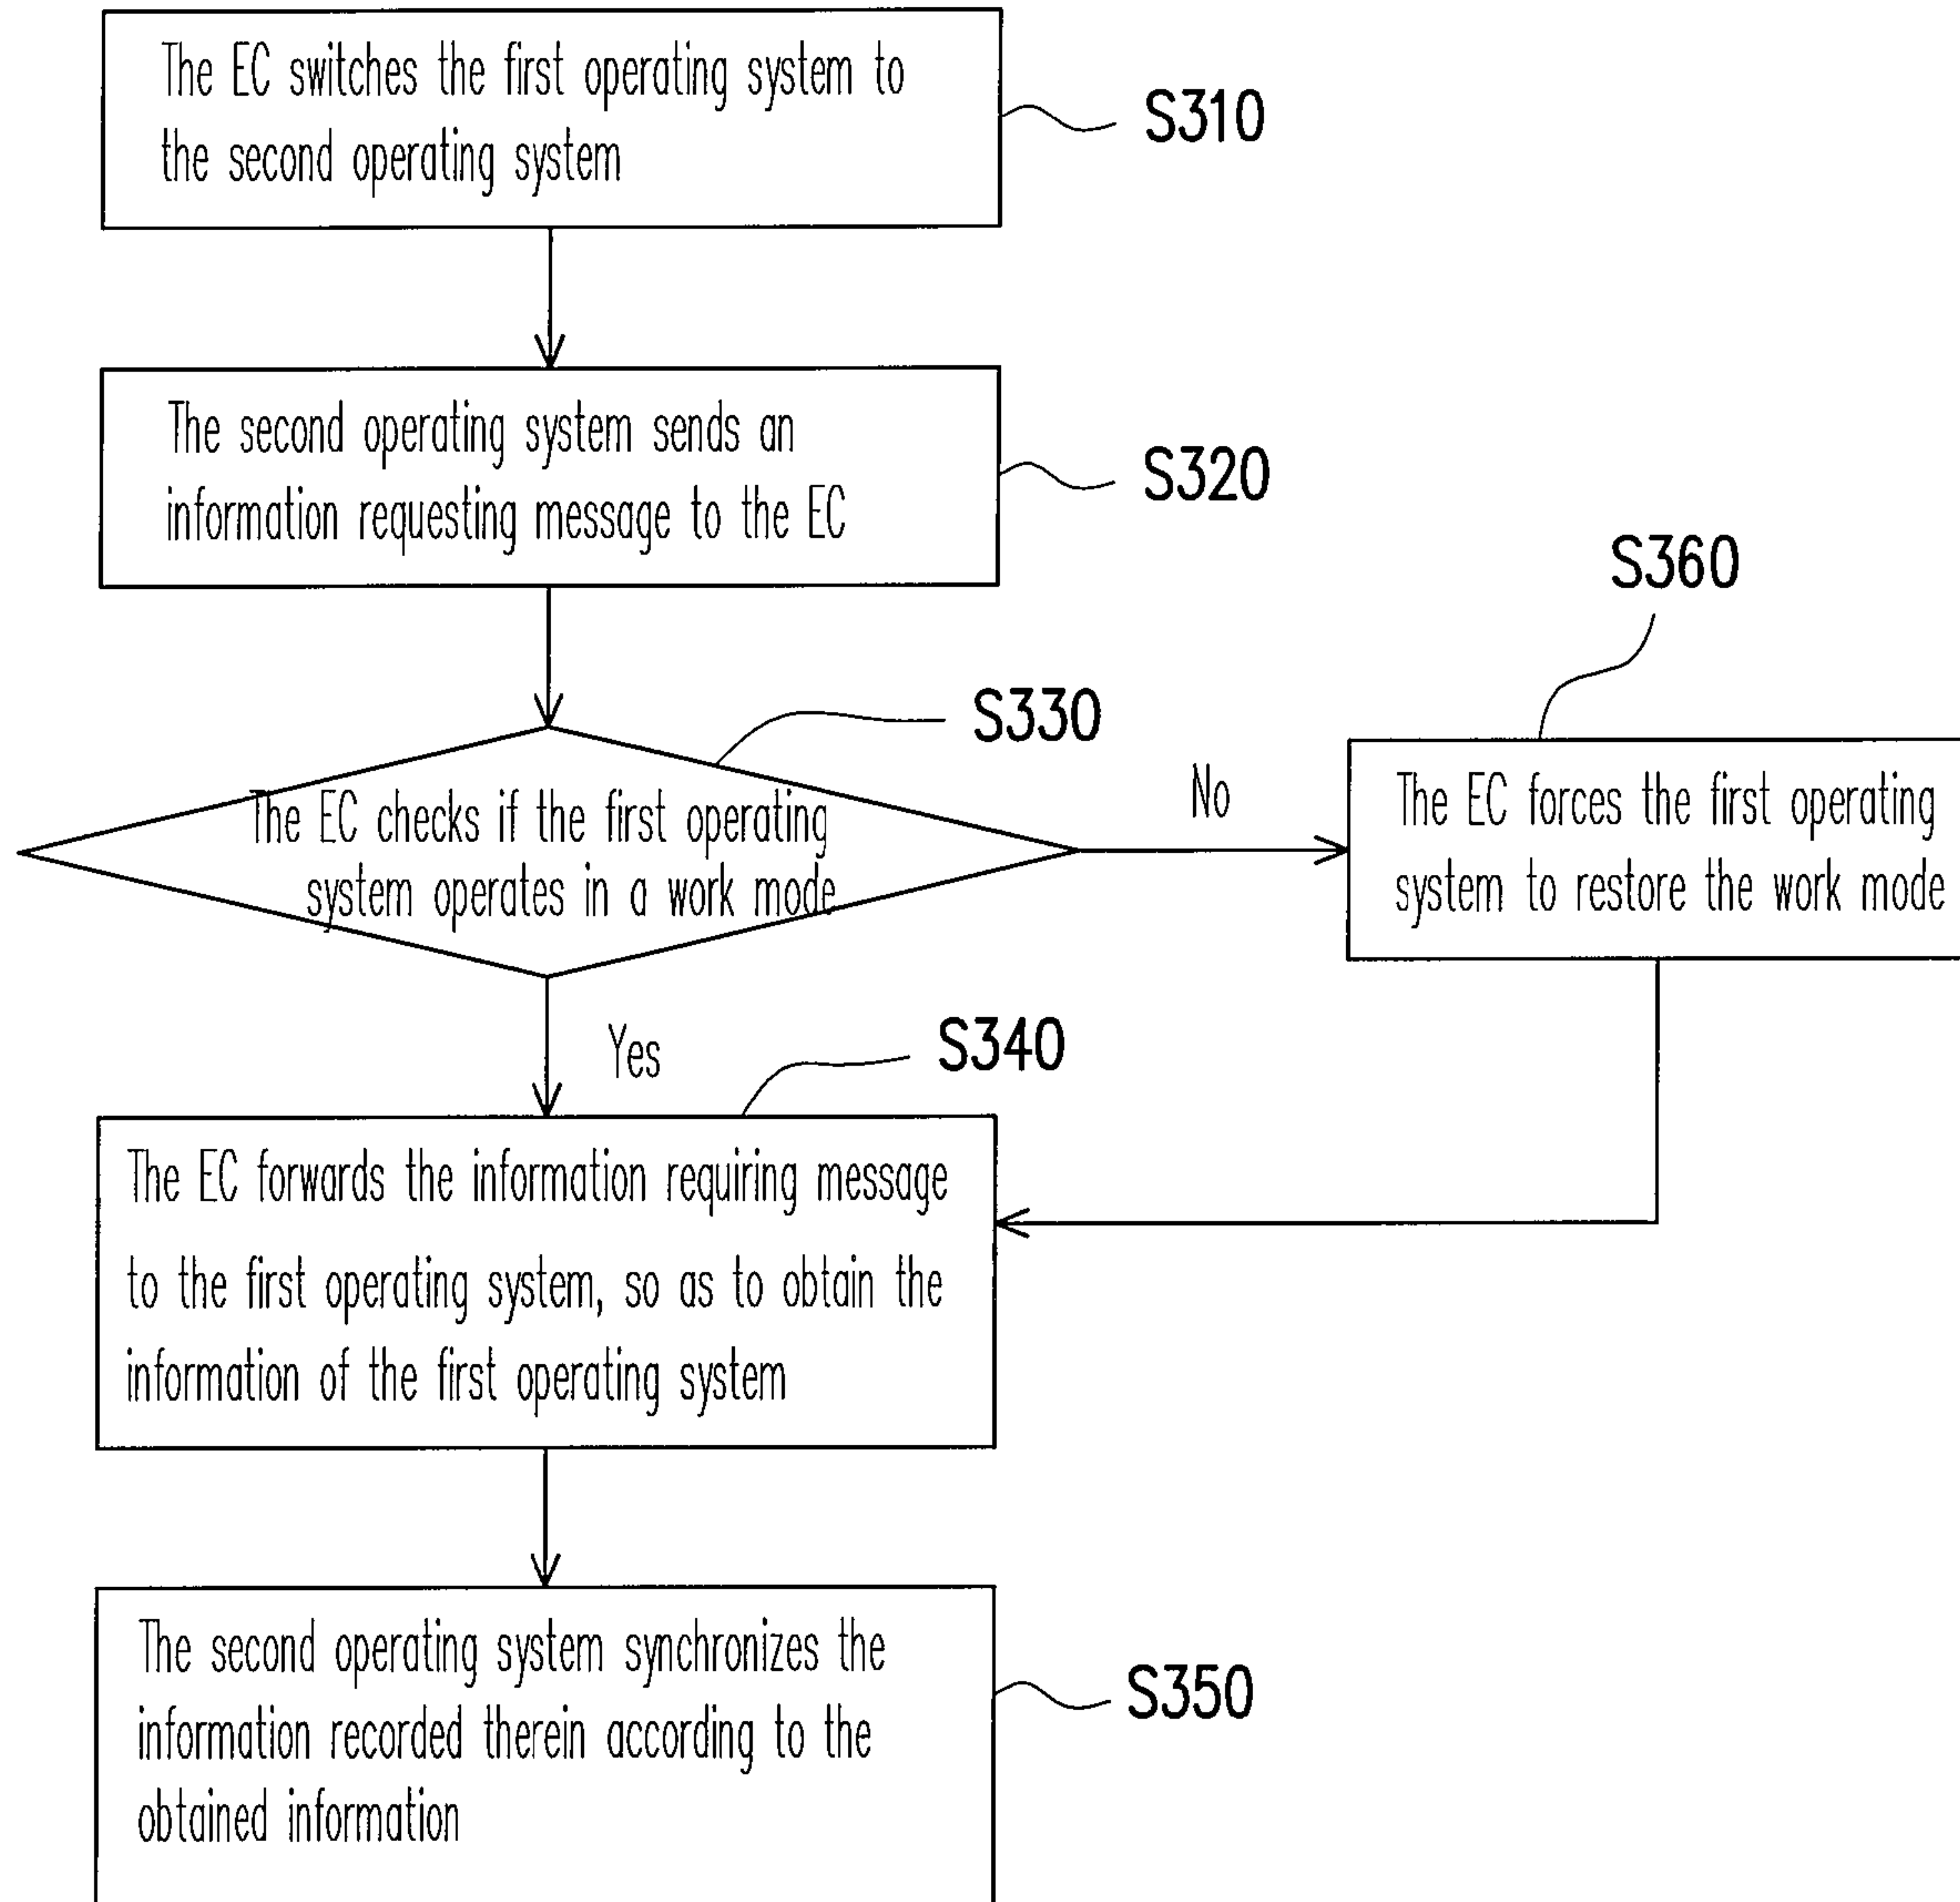 The EC switches the first operating system to
the second operating system
S310
The second operating system sends an
information requesting message to the EC
S320
S360
S330
The EC checks if the first operating
system operates in a work mode
No
The EC forces the first operating
system to restore the work mode
Yes
S340
The EC forwards the information requiring message
to the first operating system, so as to obtain the
information of the first operating system
The second operating system synchronizes the
information recorded therein according to the
obtained information
S350